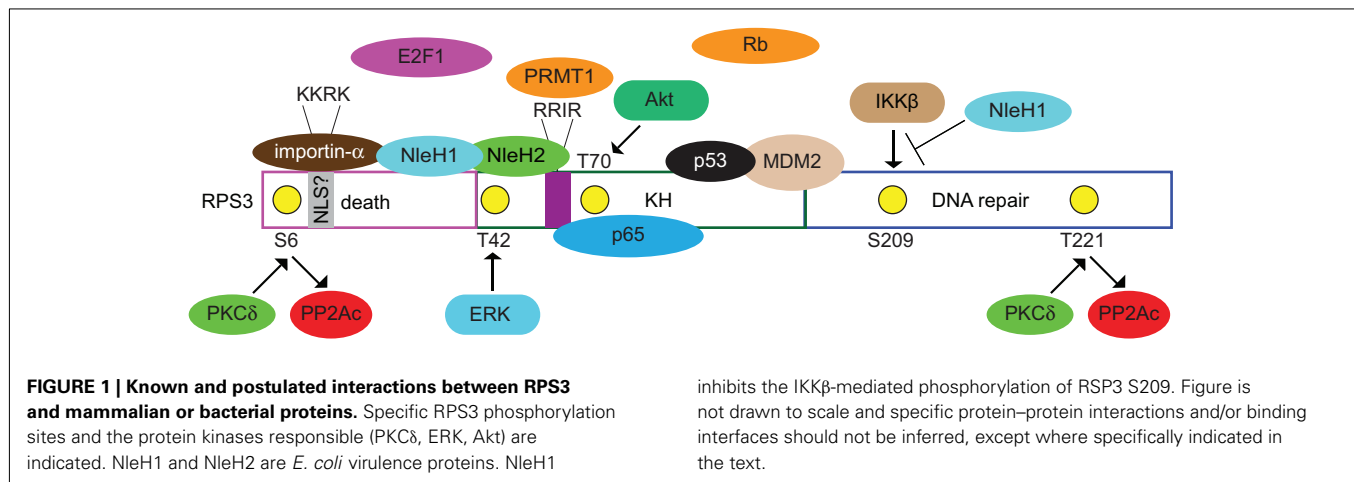 E2F1
Rb
PRMT1
KKRK
RRIR
Akt
IKKβ
NleH1
importin-α
NleH1
NleH2
T70
p53
MDM2
RPS3
NLS?
death
KH
DNA repair
p65
S6
T42
S209
T221
PKCδ
PP2Ac
ERK
PKCδ
PP2Ac
FIGURE 1 | Known and postulated interactions between RPS3
and mammalian or bacterial proteins. Specific RPS3 phosphorylation
sites and the protein kinases responsible (PKCδ, ERK, Akt) are
indicated. NleH1 and NleH2 are E. coli virulence proteins. NleH1
inhibits the IKKβ-mediated phosphorylation of RSP3 S209. Figure is
not drawn to scale and specific protein–protein interactions and/or binding
interfaces should not be inferred, except where specifically indicated in
the text.